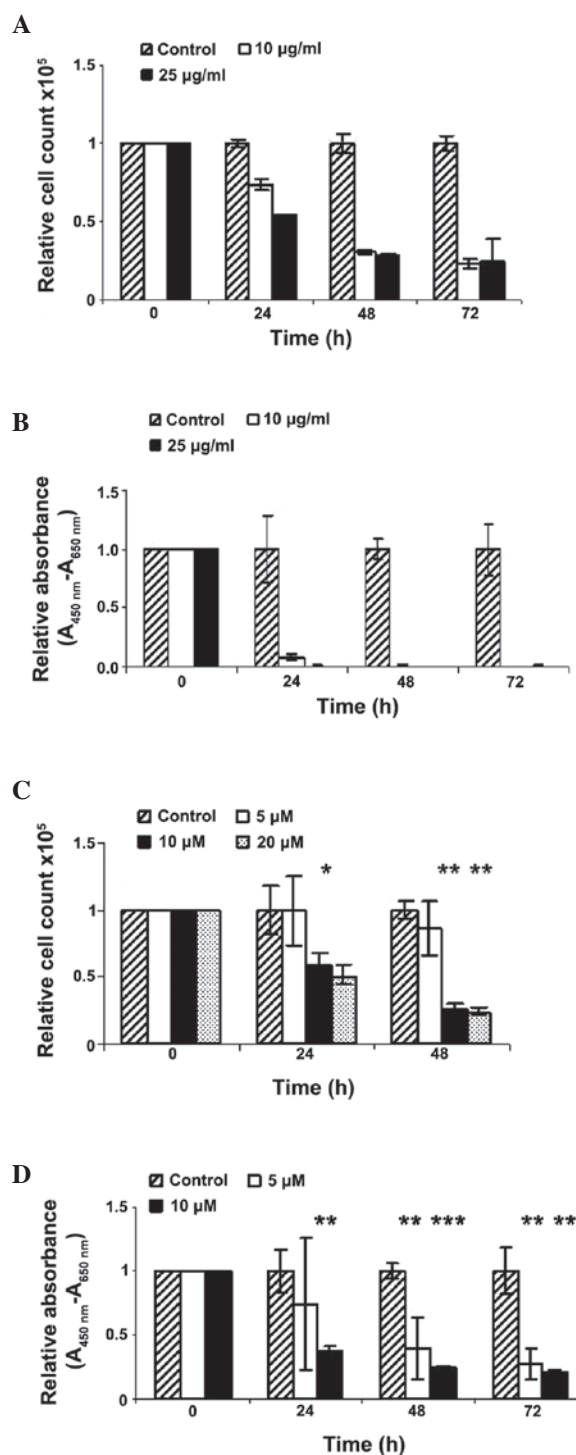 A
Control 10 µg/ml
25 µg/ml
Relative cell count x10⁵
1.5
1
0.5
0
0 24 48 72
Time (h)
B
Control 10 µg/ml
25 µg/ml
Relative absorbance
(A450 nm-A650 nm)
1.5
1.0
0.5
0.0
0 24 48 72
Time (h)
C
Control 5 µM
10 µM 20 µM
Relative cell count x10⁵
1.5
1
0.5
0
* ** **
0 24 48
Time (h)
D
Control 5 µM
10 µM
Relative absorbance
(A450 nm-A650 nm)
1.5
1
0.5
0
** ** *** ** **
0 24 48 72
Time (h)